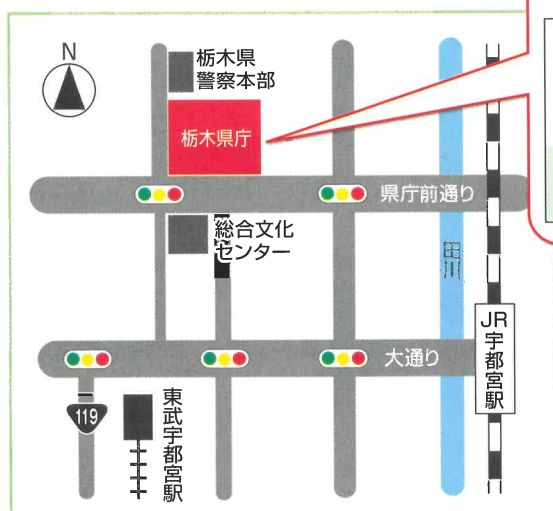 N
栃木県
警察本部
栃木県庁
県庁前通り
総合文化
センター
田川
JR宇都宮駅
大通り
119
東武宇都宮駅